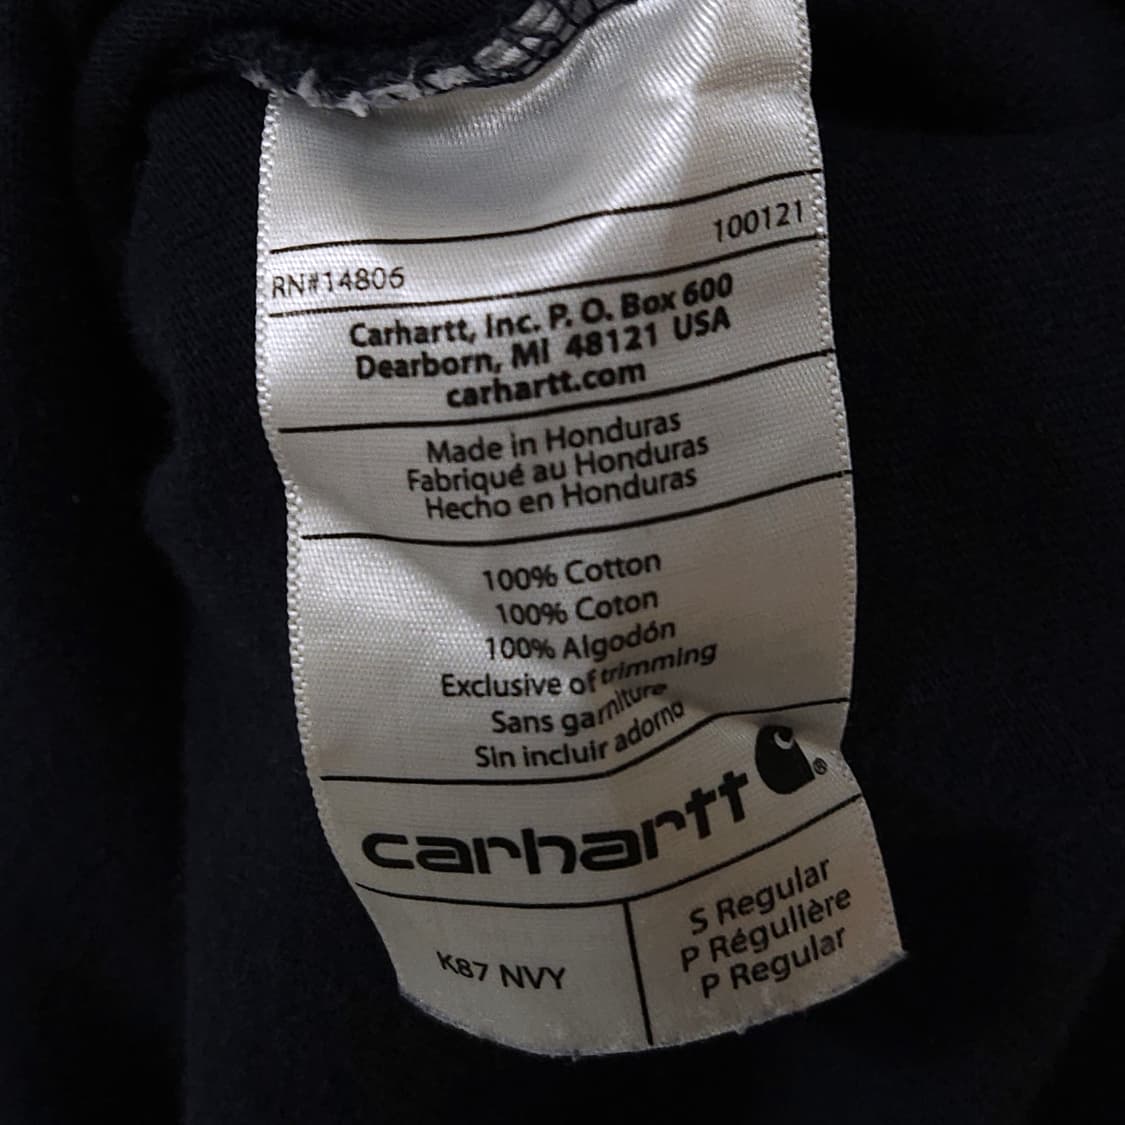 100121
RN#14806
Carhartt, Inc. P. O. Box 600
Dearborn, MI 48121 USA
carhartt.com
Made in Honduras
Fabriqué au Honduras
Hecho en Honduras
100% Cotton
100% Coton
100% Algodón
Exclusive of trimming
Sans garniture
Sin incluir adorno
carhartt ®
K87 NVY
S Regular
P Régulière
P Regular